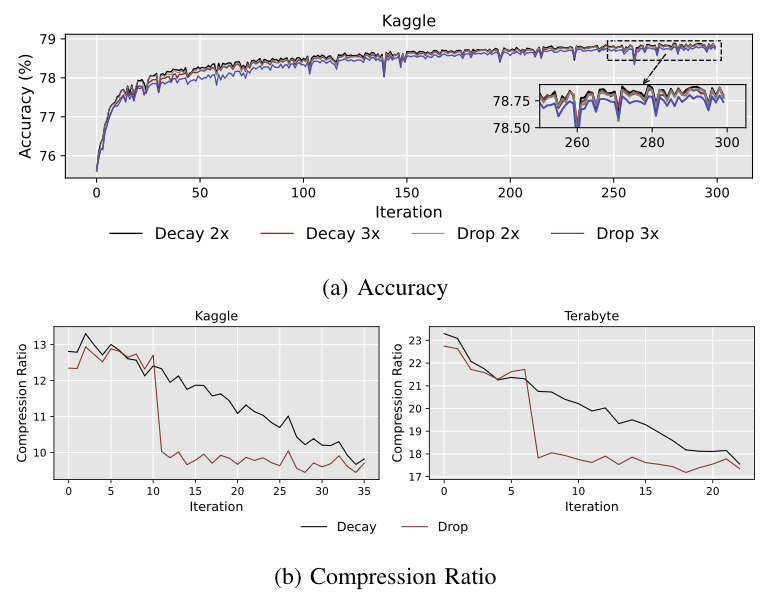 Kaggle
Accuracy (%)
79
78
77
76
78.75
78.50
260 280 300
0 50 100 150 200 250 300
Iteration
Decay 2x Decay 3x Drop 2x Drop 3x
(a) Accuracy
Kaggle
Compression Ratio
13
12
11
10
0 5 10 15 20 25 30 35
Iteration
Terabyte
Compression Ratio
23
22
21
20
19
18
17
0 5 10 15 20
Iteration
Decay Drop
(b) Compression Ratio